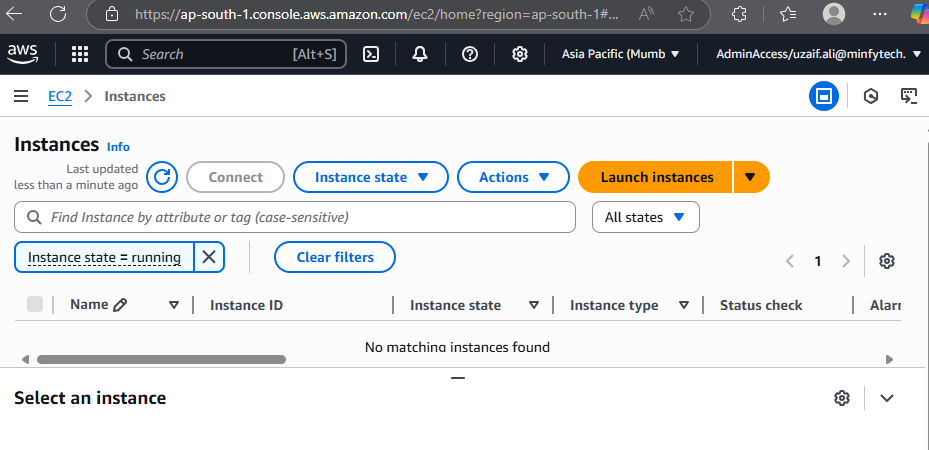 https://ap-south-1.console.aws.amazon.com/ec2/home?region=ap-south-1#...
aws Search [Alt+S] Asia Pacific (Mumb AdminAccess/uzaif.ali@minfytech.
EC2 > Instances
Instances Info
Last updated
less than a minute ago
Connect Instance state Actions Launch instances
Find Instance by attribute or tag (case-sensitive) All states
Instance state = running Clear filters 1
Name Instance ID Instance state Instance type Status check Alarr
No matching instances found
Select an instance